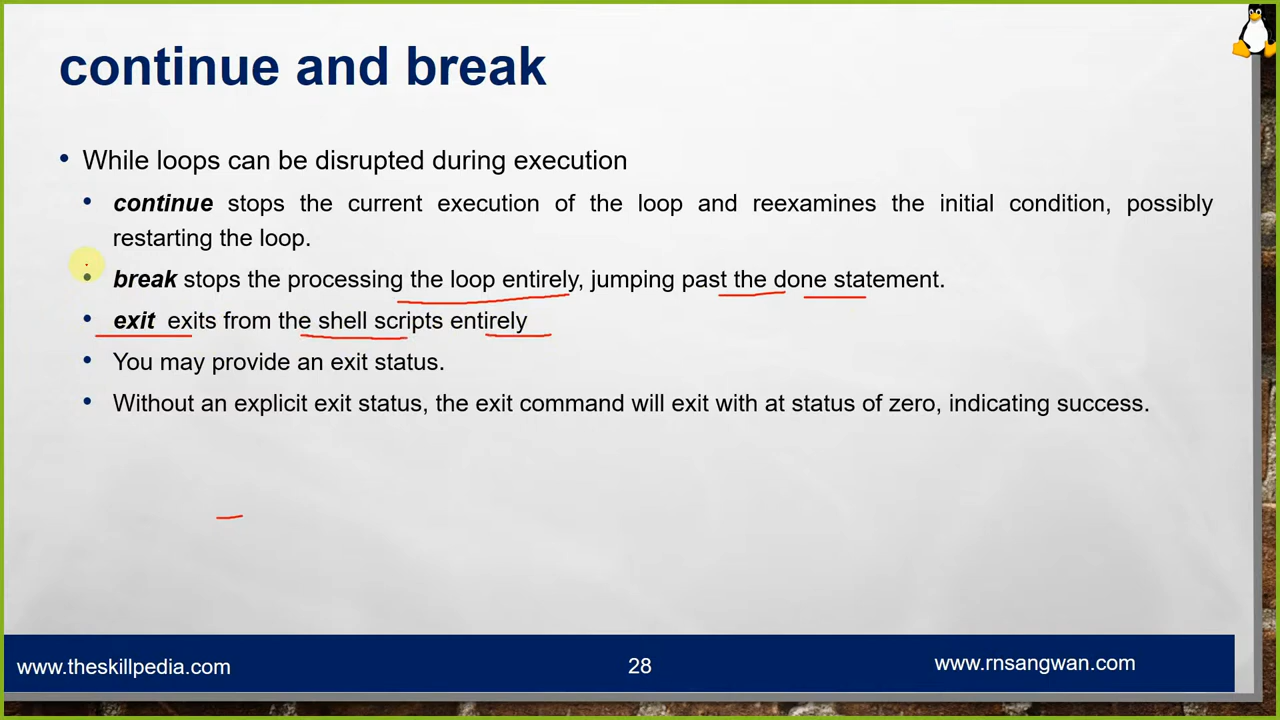 continue and break
• While loops can be disrupted during execution
• continue stops the current execution of the loop and reexamines the initial condition, possibly
restarting the loop.
• break stops the processing the loop entirely, jumping past the done statement.
• exit exits from the shell scripts entirely
• You may provide an exit status.
• Without an explicit exit status, the exit command will exit with at status of zero, indicating success.
www.theskillpedia.com
28
www.rnsangwan.com